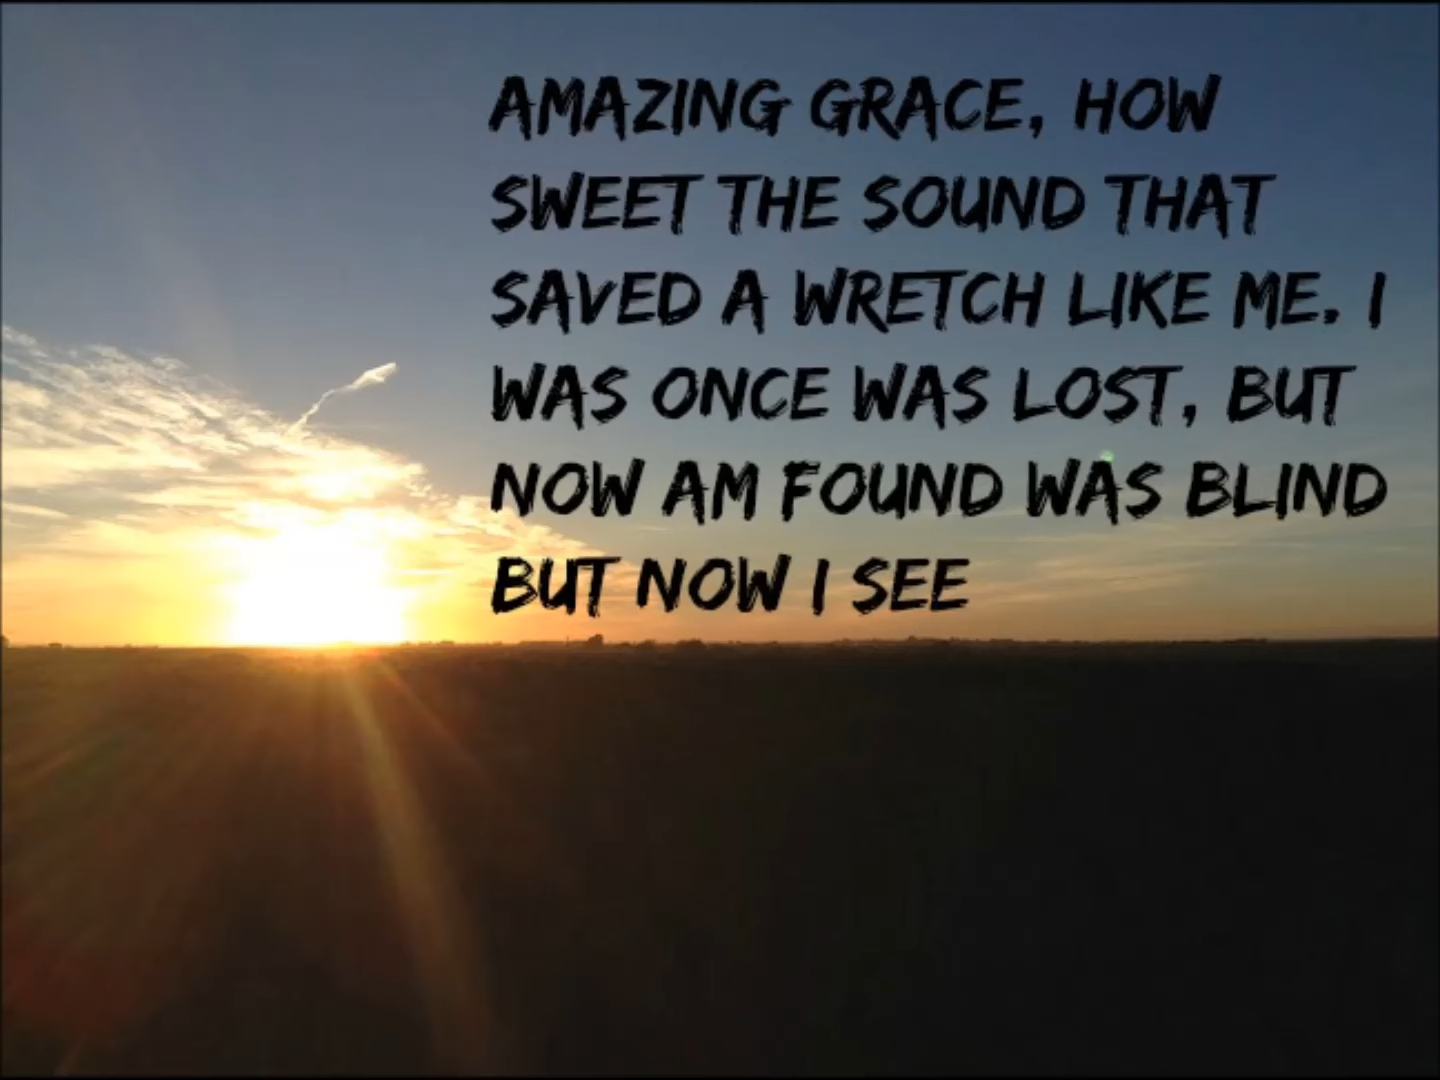 AMAZING GRACE, HOW
SWEET THE SOUND THAT
SAVED A WRETCH LIKE ME. I
WAS ONCE WAS LOST, BUT
NOW AM FOUND WAS BLIND
BUT NOW I SEE